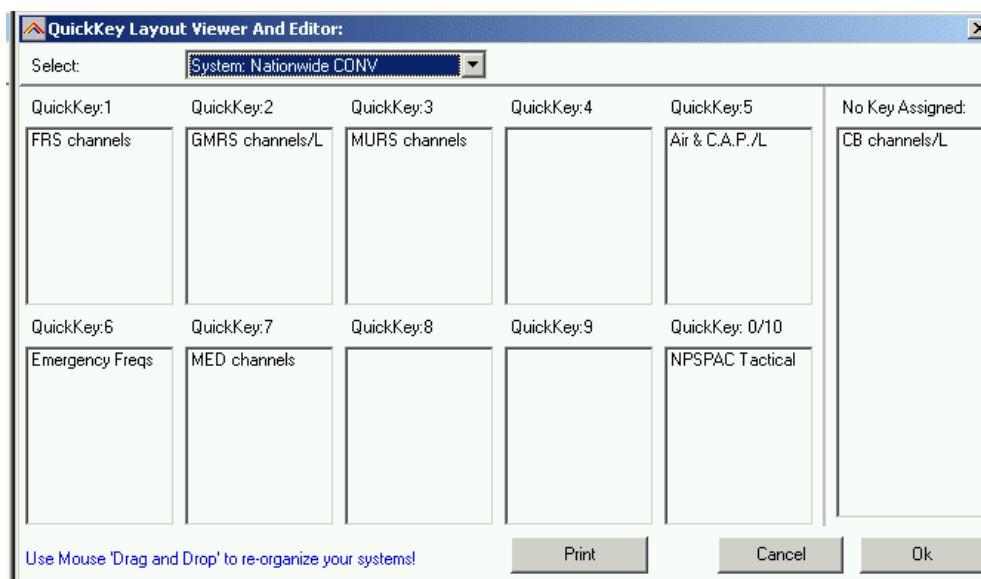 QuickKey Layout Viewer And Editor:
Select: System: Nationwide CONV
QuickKey:1 QuickKey:2 QuickKey:3 QuickKey:4 QuickKey:5 No Key Assigned:
FRS channels GMRS channels/L MURS channels Air & C.A.P./L CB channels/L
QuickKey:6 QuickKey:7 QuickKey:8 QuickKey:9 QuickKey: 0/10
Emergency Freqs MED channels NPSPAC Tactical
Use Mouse 'Drag and Drop' to re-organize your systems! Print Cancel Ok